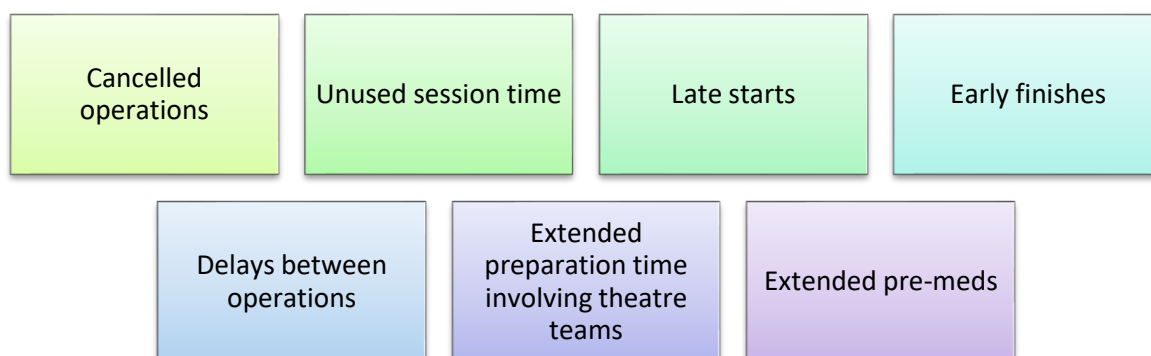 Cancelled
operations
Unused session time
Late starts
Early finishes
Delays between
operations
Extended
preparation time
involving theatre
teams
Extended pre-meds